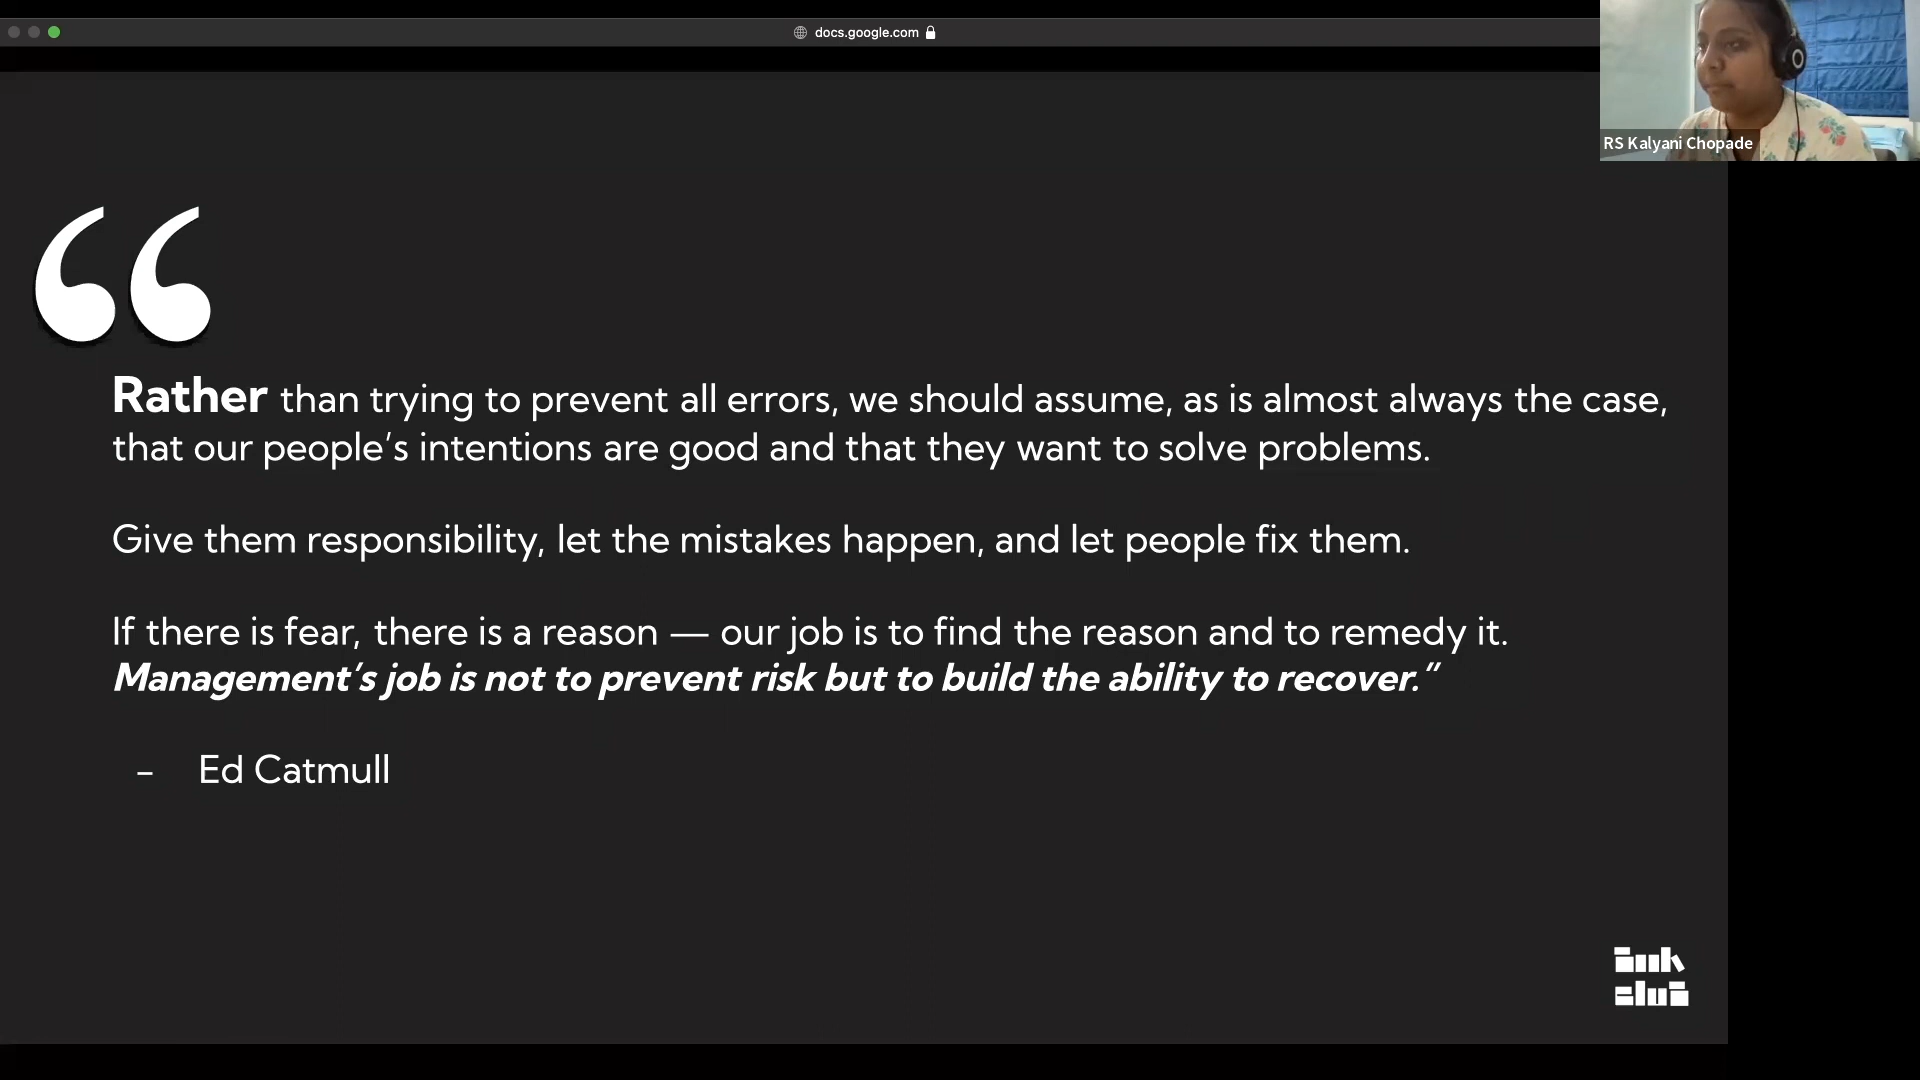 docs.google.com
RS Kalyani Chopade
“
Rather than trying to prevent all errors, we should assume, as is almost always the case,
that our people’s intentions are good and that they want to solve problems.
Give them responsibility, let the mistakes happen, and let people fix them.
If there is fear, there is a reason — our job is to find the reason and to remedy it.
Management’s job is not to prevent risk but to build the ability to recover.”
- Ed Catmull
book
club